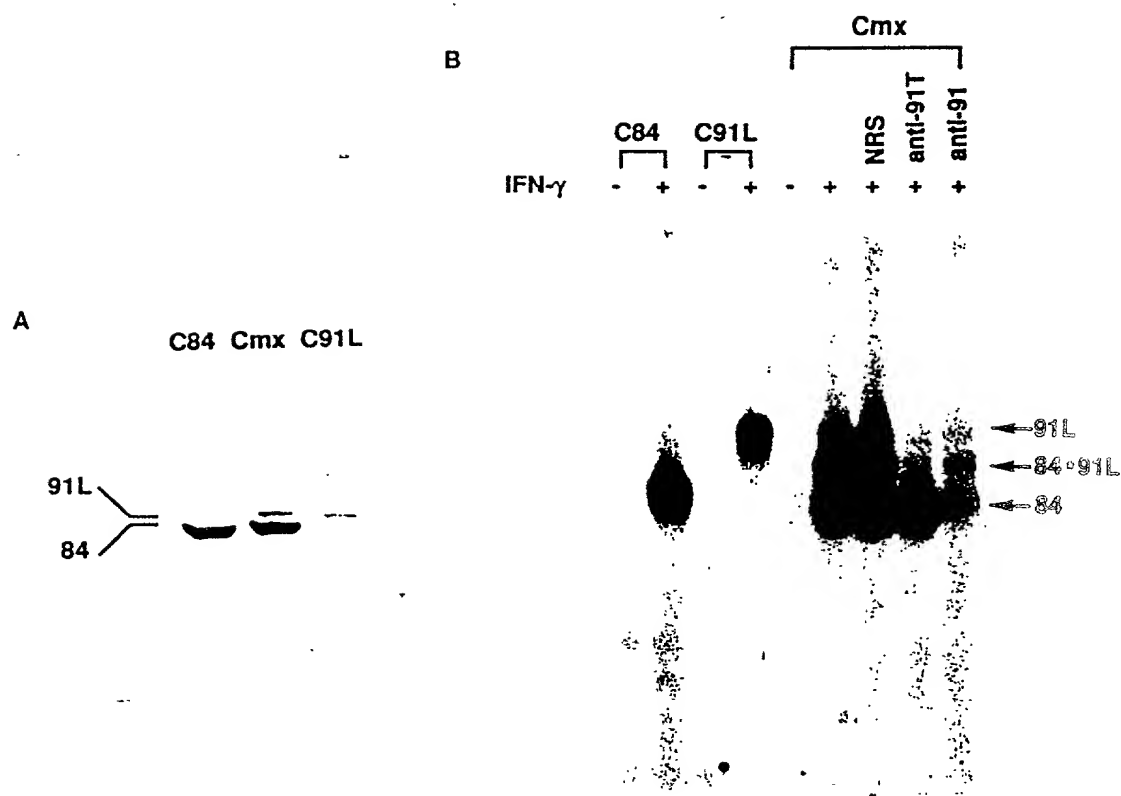 A
C84 Cmx C91L
91L
84
B
Cmx
C84 C91L NRS anti-91T anti-91
IFN-γ - + - + - + + + +
91L
84•91L
84